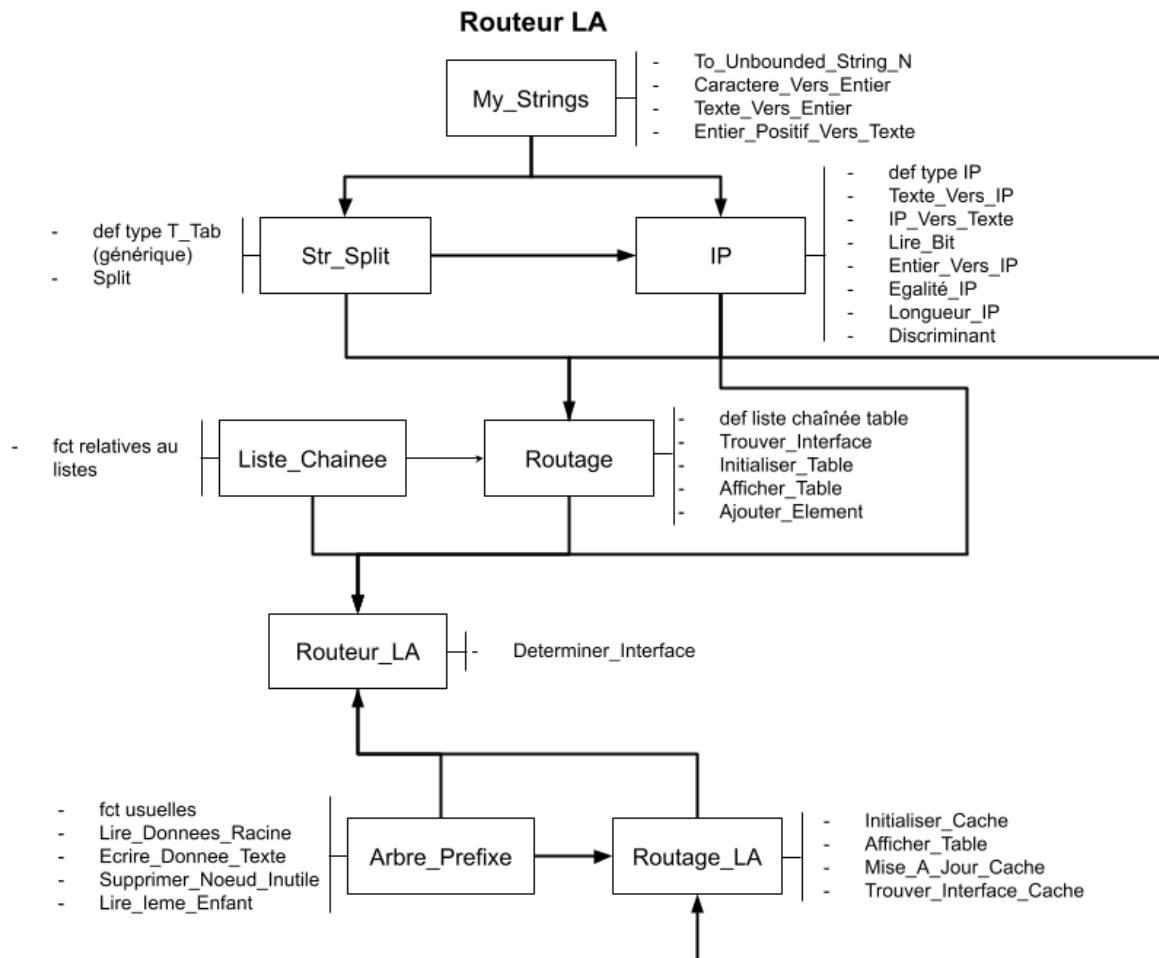 Routeur LA
My_Strings
- To_Unbounded_String_N
- Caractere_Vers_Entier
- Texte_Vers_Entier
- Entier_Positif_Vers_Texte
- def type T_Tab
(générique)
- Split
Str_Split
IP
- def type IP
- Texte_Vers_IP
- IP_Vers_Texte
- Lire_Bit
- Entier_Vers_IP
- Egalité_IP
- Longueur_IP
- Discriminant
- fct relatives au
listes
Liste_Chainee
Routage
- def liste chaînée table
- Trouver_Interface
- Initialiser_Table
- Afficher_Table
- Ajouter_Element
Routeur_LA
- Determiner_Interface
- fct usuelles
- Lire_Donnees_Racine
- Ecrire_Donnee_Texte
- Supprimer_Noeud_Inutile
- Lire_Ieme_Enfant
Arbre_Prefixe
Routage_LA
- Initialiser_Cache
- Afficher_Table
- Mise_A_Jour_Cache
- Trouver_Interface_Cache